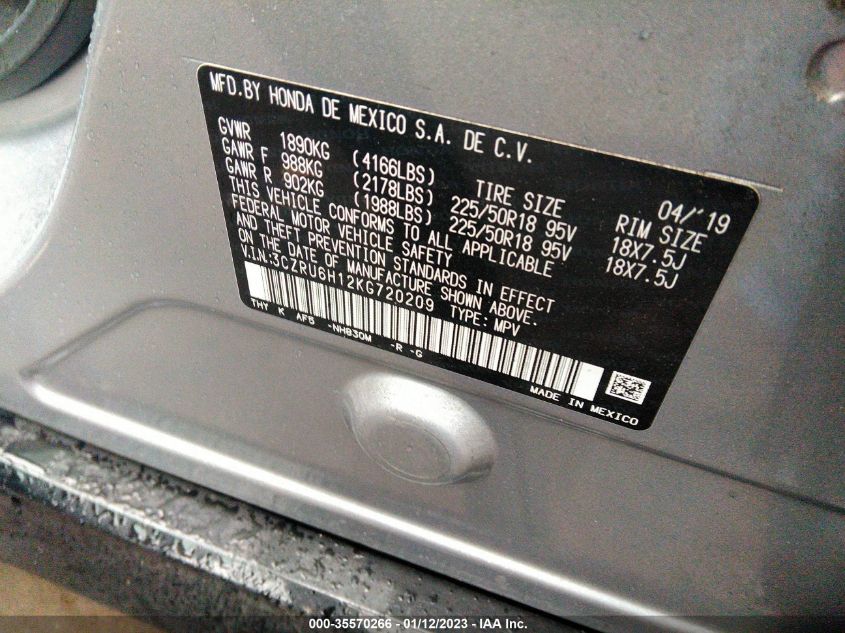 MFD.BY HONDA DE MEXICO S.A. DE C.V.
04/'19
GVWR 1890KG (4166LBS) TIRE SIZE RIM SIZE
GAWR F 988KG (2178LBS) 225/50R18 95V 18X7.5J
GAWR R 902KG (1988LBS) 225/50R18 95V 18X7.5J
THIS VEHICLE CONFORMS TO ALL APPLICABLE
FEDERAL MOTOR VEHICLE SAFETY
AND THEFT PREVENTION STANDARDS IN EFFECT
ON THE DATE OF MANUFACTURE SHOWN ABOVE.
V.I.N:3CZRU6H12KG720209 TYPE: MPV
THY K AF5 -NH830M -R -G
MADE IN MEXICO
000-35570266 - 01/12/2023 - IAA Inc.